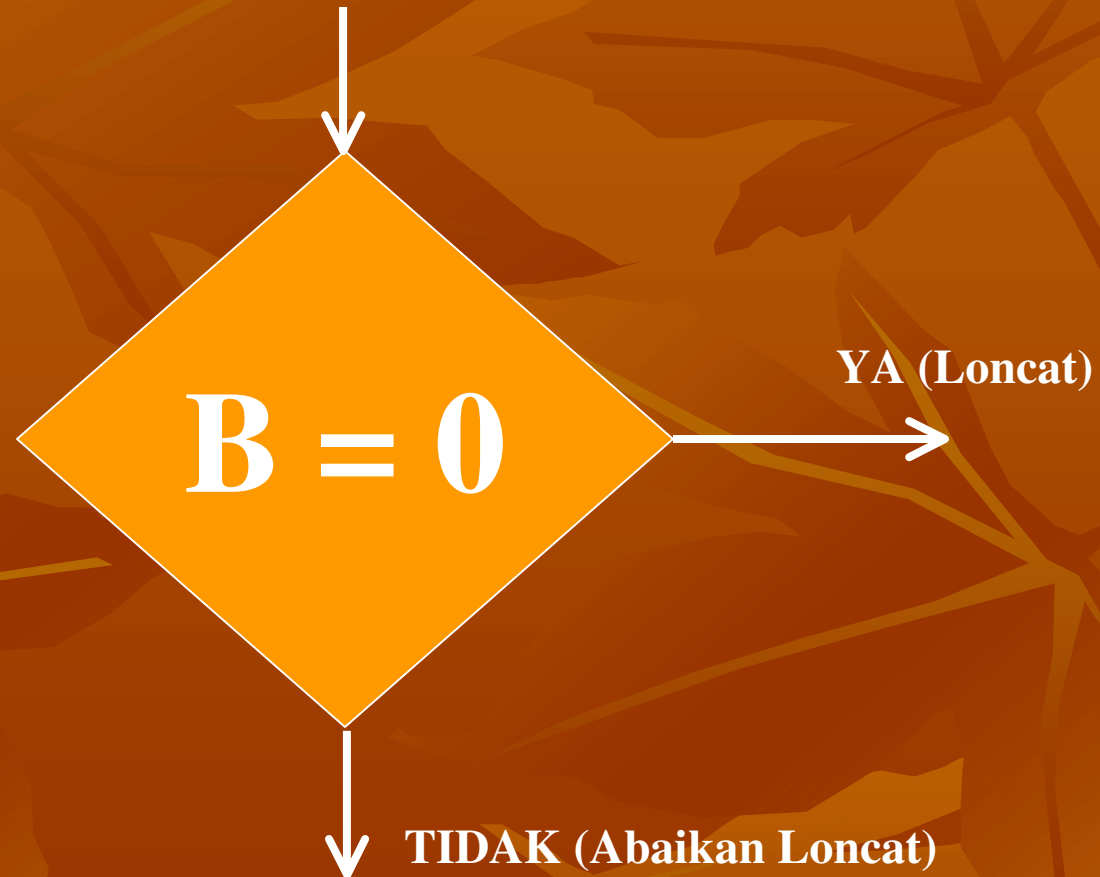 YA (Loncat)
B = 0
TIDAK (Abaikan Loncat)